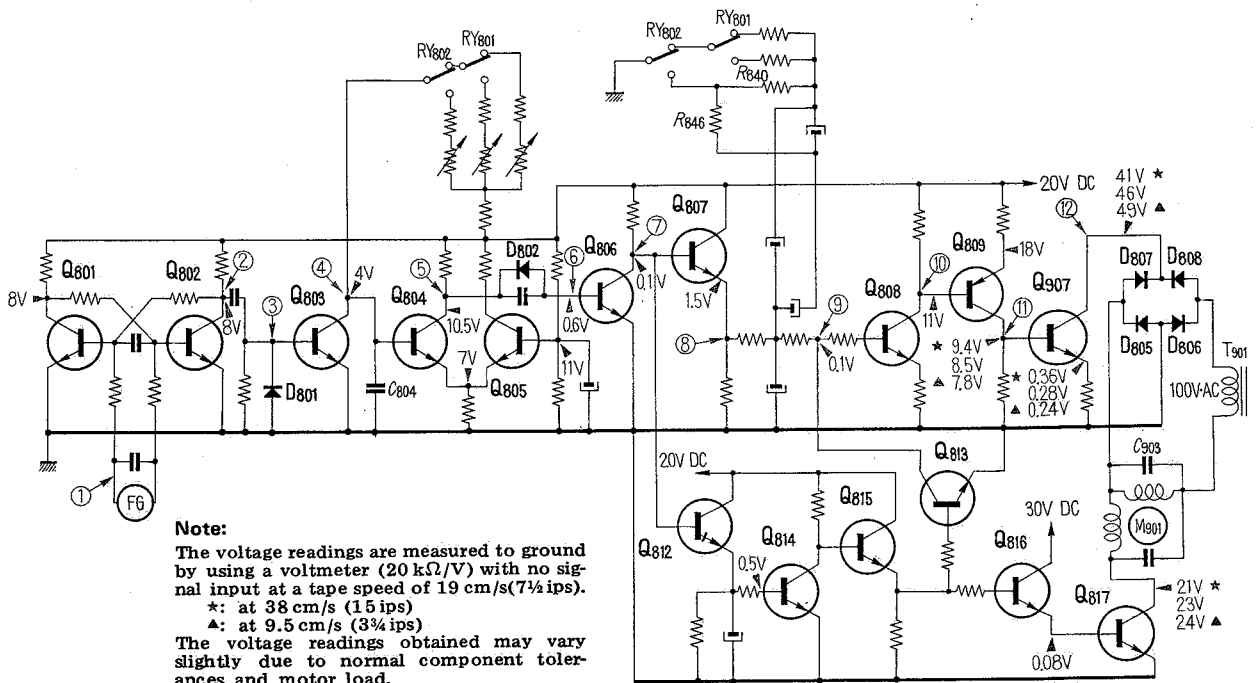 RY802 RY801
RY802
RY801
R840
R846
20V DC
41V ★
46V
49V ▲
⑫
Q801
Q802
②
④
4V
⑤
D802
⑥
Q806
⑦
Q807
0.1V
1.5V
0.6V
8V
8V
③
Q803
Q804
10.5V
D801
C804
7V
Q805
11V
⑧
⑨
0.1V
Q808
⑩
11V
Q809
18V
Q907
⑪
★ 9.4V
8.5V
▲ 7.8V
★ 0.36V
0.28V
▲ 0.24V
D807
D808
D805
D806
T901
100V·AC
①
FG
20V DC
Q812
0.5V
Q814
Q815
Q813
30V DC
Q816
0.08V
Q817
C903
M901
21V ★
23V
24V ▲
Note:
The voltage readings are measured to ground
by using a voltmeter (20 kΩ/V) with no sig-
nal input at a tape speed of 19 cm/s(7½ ips).
★: at 38 cm/s (15 ips)
▲: at 9.5 cm/s (3¾ ips)
The voltage readings obtained may vary
slightly due to normal component toler-
ances and motor load.